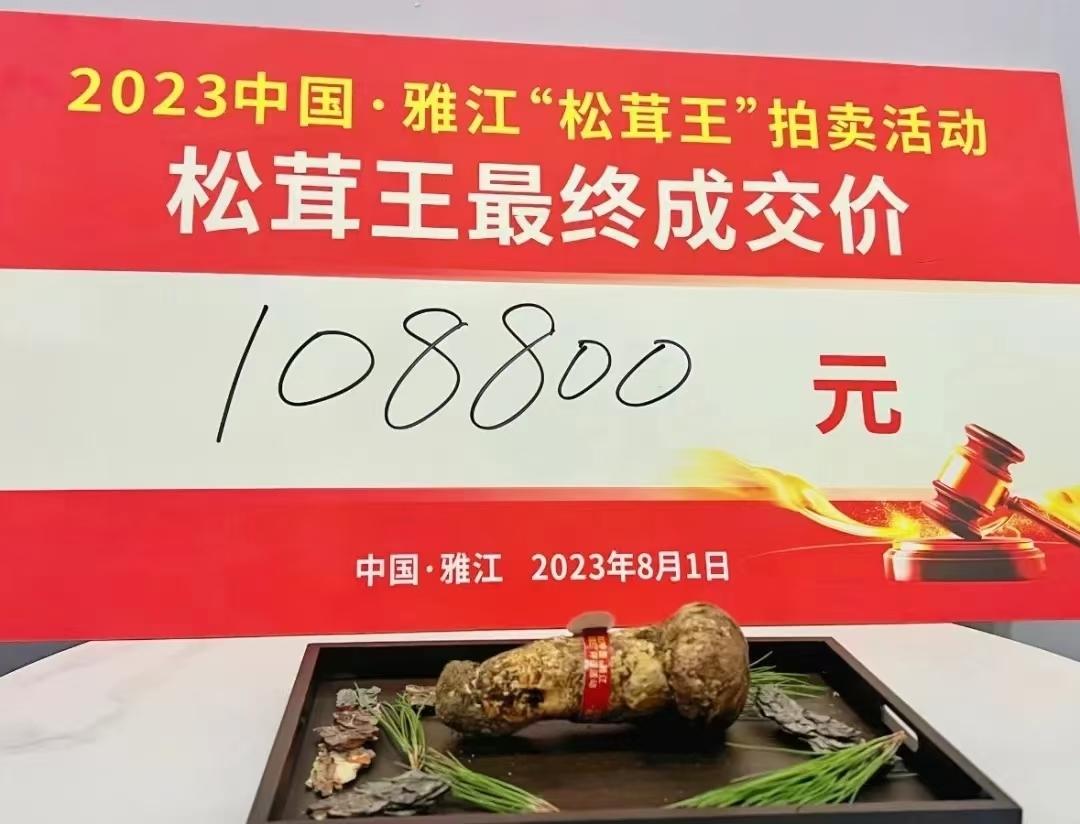 2023中国·雅江“松茸王”拍卖活动
松茸王最终成交价
108800 元
中国·雅江 2023年8月1日